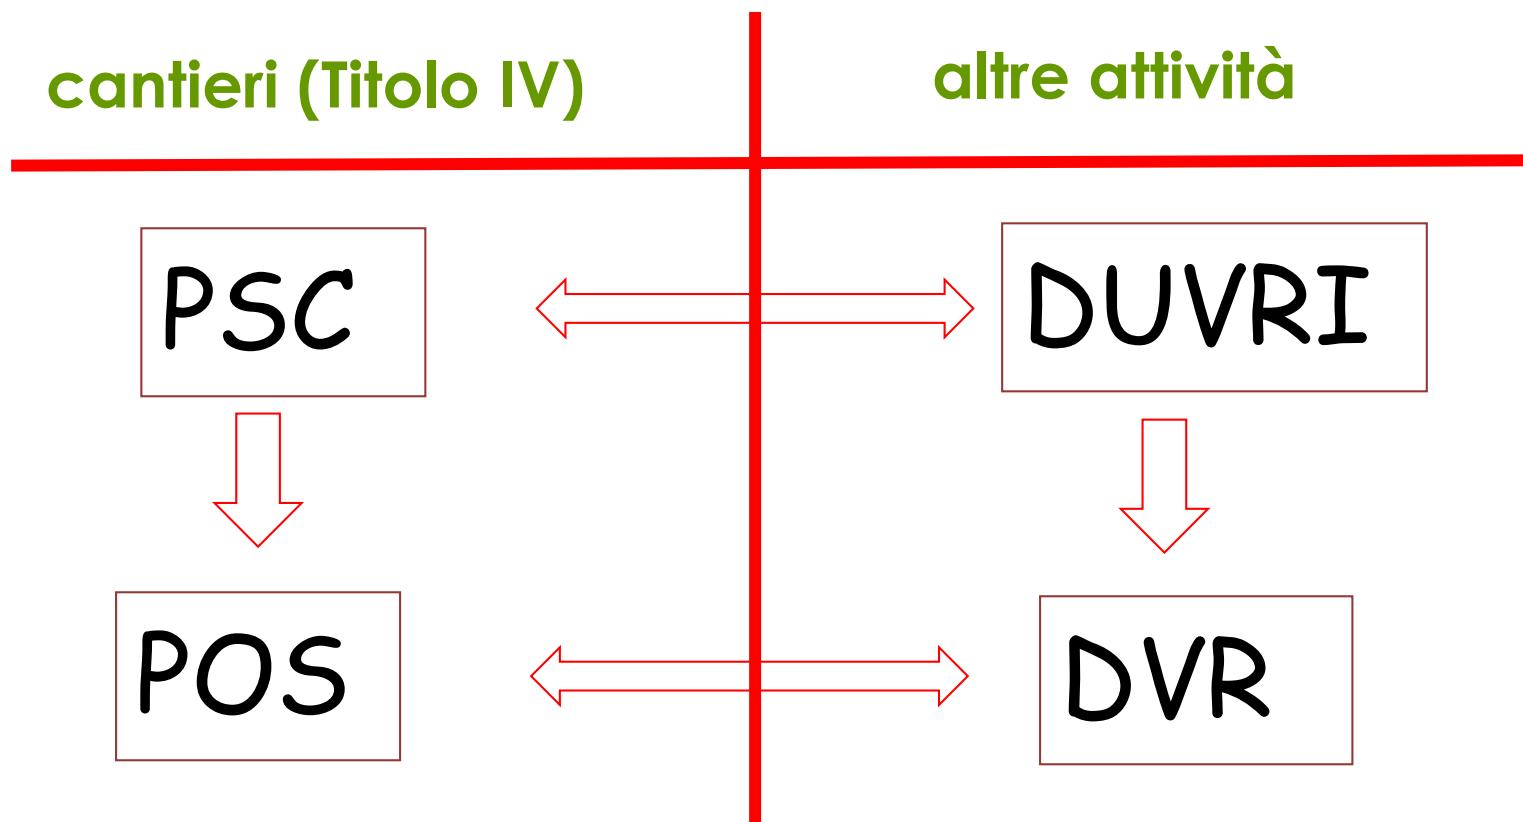 cantieri (Titolo IV)
altre attività
PSC
DUVRI
POS
DVR